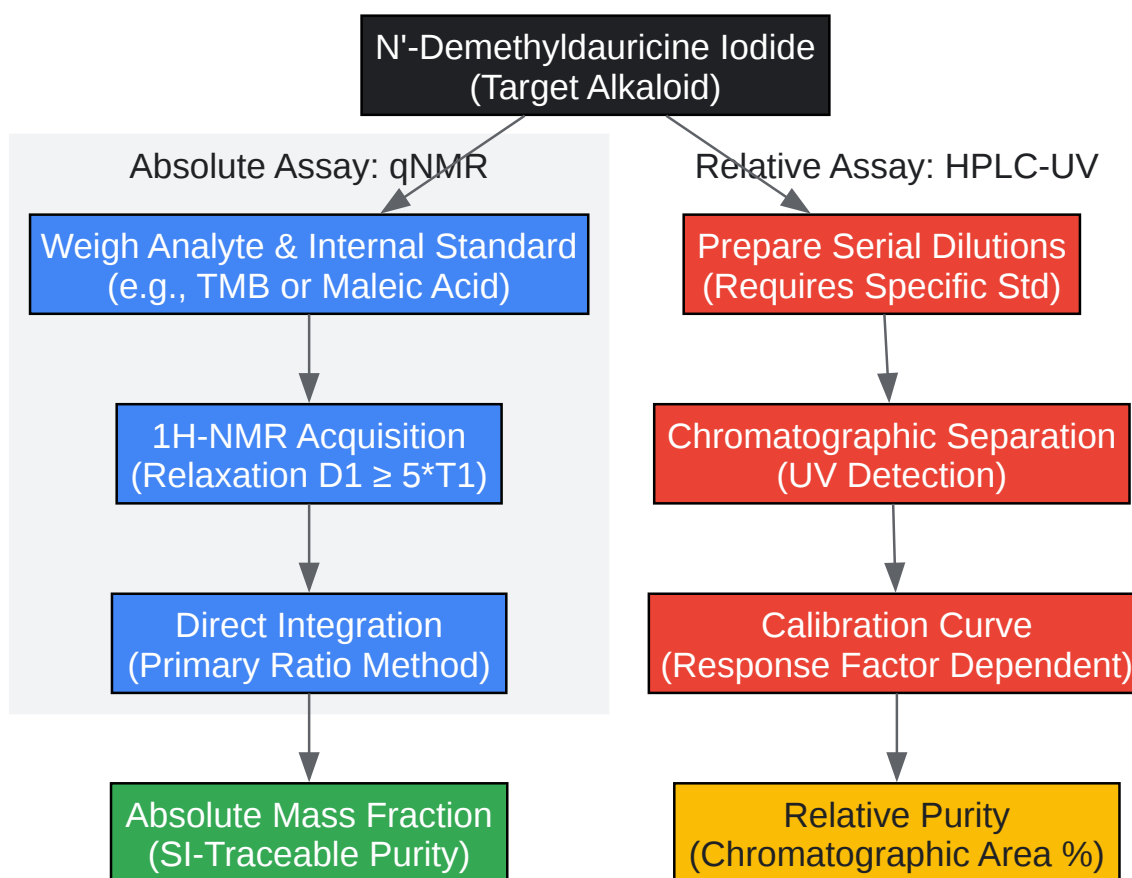 N'-Demethyldauricine Iodide
(Target Alkaloid)
Absolute Assay: qNMR
Weigh Analyte & Internal Standard
(e.g., TMB or Maleic Acid)
1H-NMR Acquisition
(Relaxation D1 ≥ 5*T1)
Direct Integration
(Primary Ratio Method)
Absolute Mass Fraction
(SI-Traceable Purity)
Relative Assay: HPLC-UV
Prepare Serial Dilutions
(Requires Specific Std)
Chromatographic Separation
(UV Detection)
Calibration Curve
(Response Factor Dependent)
Relative Purity
(Chromatographic Area %)